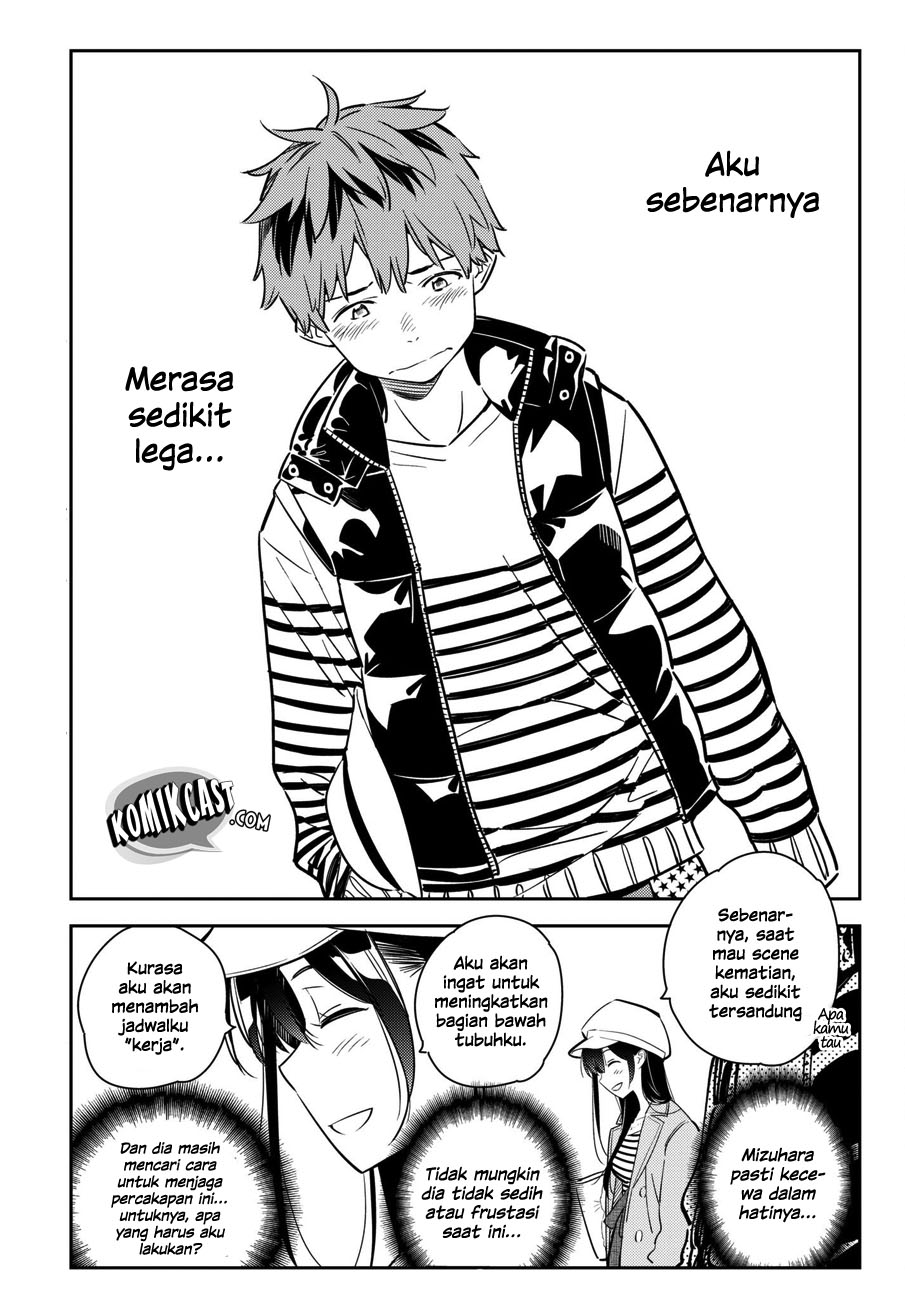 Aku
sebenarnya
Merasa
sedikit
lega...
KOMIKCAST
.COM
Sebenar-
nya, saat
mau scene
kematian,
aku sedikit
tersandung
Apa
kamu
tau
Mizuhara
pasti kece-
wa dalam
hatinya...
Aku akan
ingat untuk
meningkatkan
bagian bawah
tubuhku.
Tidak mungkin
dia tidak sedih
atau frustasi
saat ini...
Kurasa
aku akan
menambah
jadwalku
"kerja".
Dan dia masih
mencari cara
untuk menjaga
percakapan ini...
untuknya, apa
yang harus aku
lakukan?